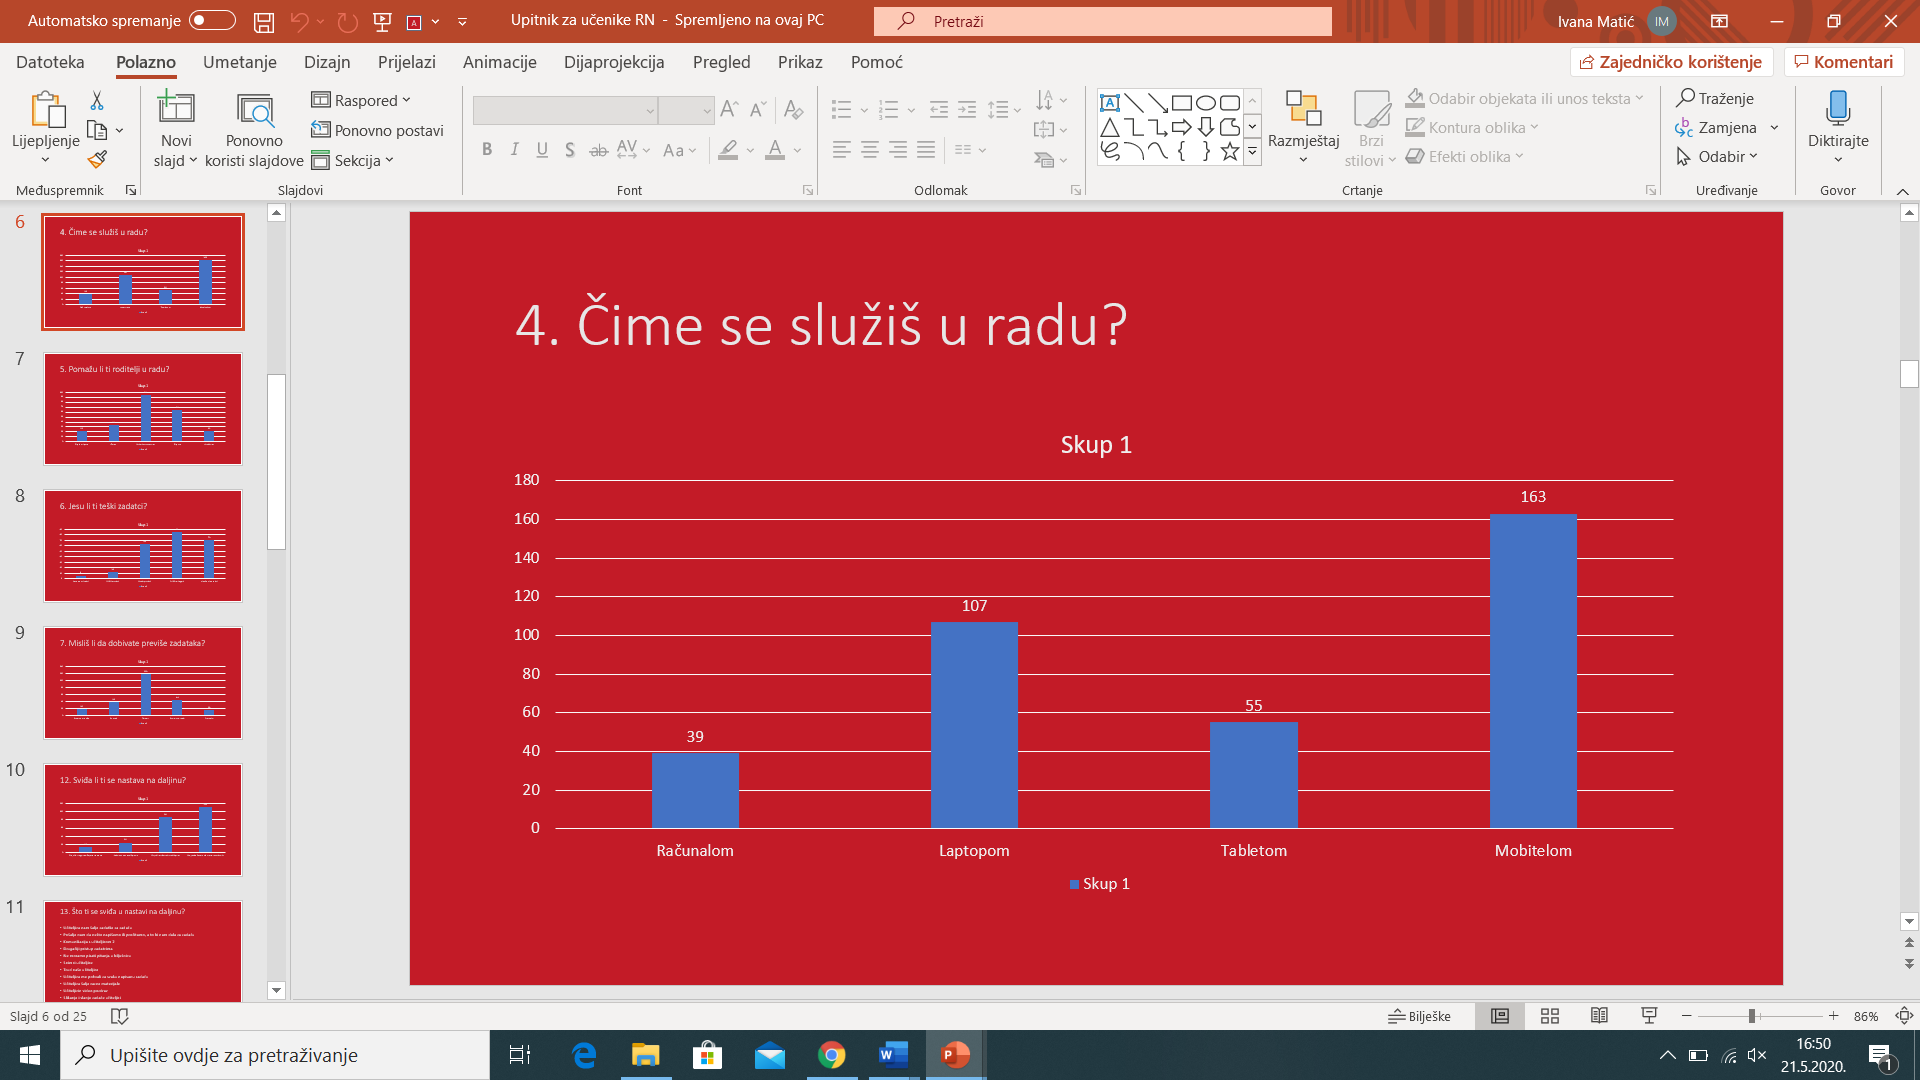 Automatsko spremanje
Upitnik za učenike RN - Spremljeno na ovaj PC
Pretraži
Ivana Matić IM
Datoteka Polazno Umetanje Dizajn Prijelazi Animacije Dijaprojekcija Pregled Prikaz Pomoć
Zajedničko korištenje Komentari
Lijepljenje
Međuspremnik
Novi slajd
Ponovno koristi slajdove
Raspored
Ponovno postavi
Sekcija
Slajdovi
B I U S ab AV Aa A
Font
Odlomak
Razmještaj
Brzi stilovi
Odabir objekata ili unos teksta
Kontura oblika
Efekti oblika
Crtanje
Traženje
Zamjena
Odabir
Uređivanje
Diktirajte
Govor
6
4. Čime se služiš u radu?
7
5. Pomažu li ti roditelji u radu?
8
6. Jesu li ti teški zadatci?
9
7. Misliš li da dobivate previše zadataka?
10
12. Sviđa li ti se nastava na daljinu?
11
13. Što ti se sviđa u nastavi na daljinu?
4. Čime se služiš u radu?
Skup 1
180
160
140
120
100
80
60
40
20
0
39
107
55
163
Računalom Laptopom Tabletom Mobitelom
Skup 1
Slajd 6 od 25
Bilješke
86%
Upišite ovdje za pretraživanje
16:50
21.5.2020.
1